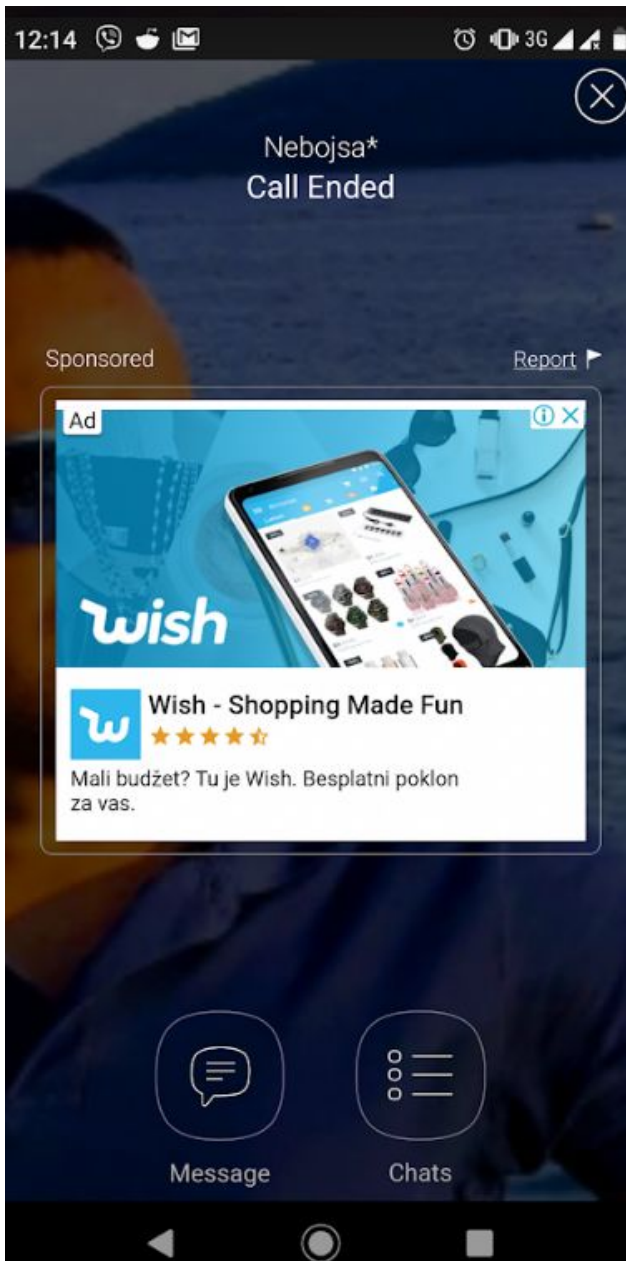 12:14
3G
Nebojsa*
Call Ended
Sponsored
Report
Ad
wish
Wish - Shopping Made Fun
Mali budžet? Tu je Wish. Besplatni poklon
za vas.
Message
Chats